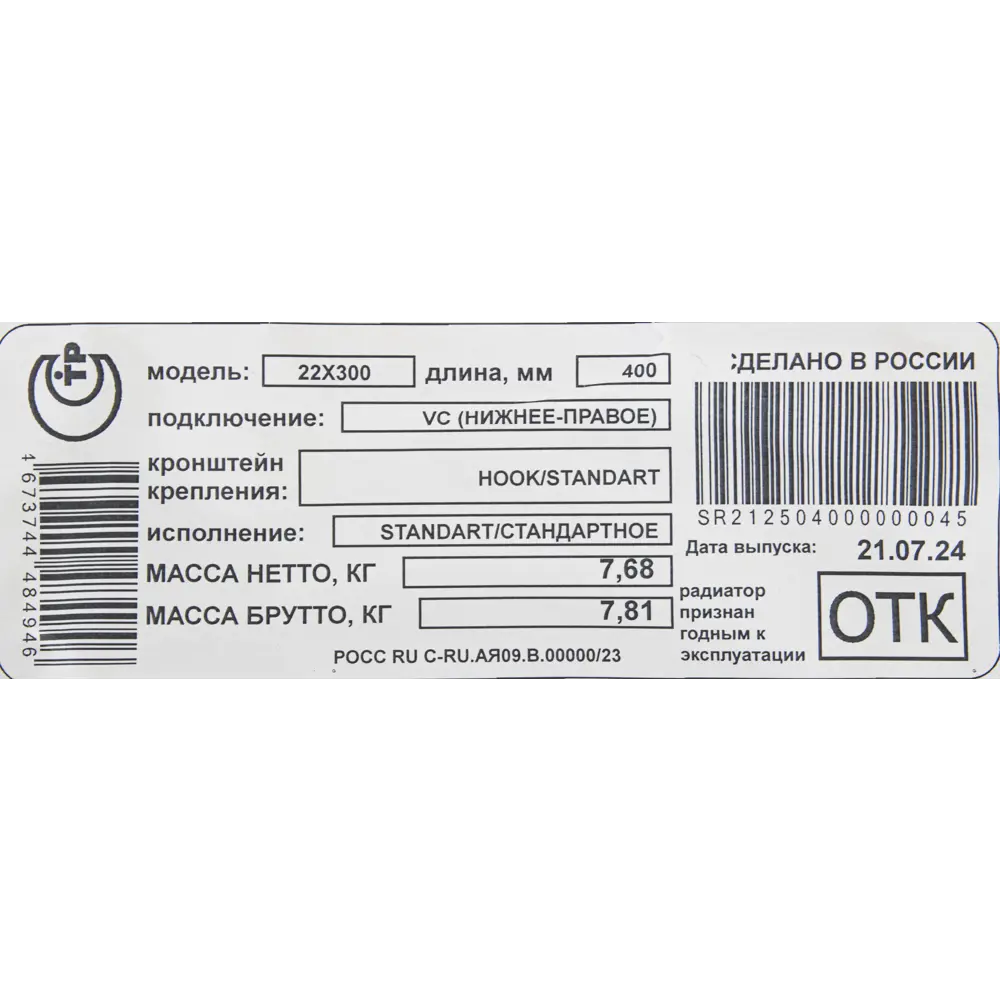 ТР
модель: 22X300 длина, мм 400
подключение: VC (НИЖНЕЕ-ПРАВОЕ)
кронштейн
крепления: HOOK/STANDART
исполнение: STANDART/СТАНДАРТНОЕ
МАССА НЕТТО, КГ 7,68
МАССА БРУТТО, КГ 7,81
РОСС RU C-RU.АЯ09.В.00000/23
4 673744 484946
СДЕЛАНО В РОССИИ
SR212504000000045
Дата выпуска: 21.07.24
радиатор
признан
годным к
эксплуатации
ОТК